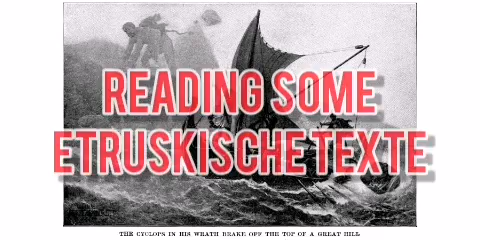 READING SOME
ETRUSKISCHE TEXTE
THE CYCLOPS IN HIS WRATH BRAKE OFF THE TOP OF A GREAT HILL